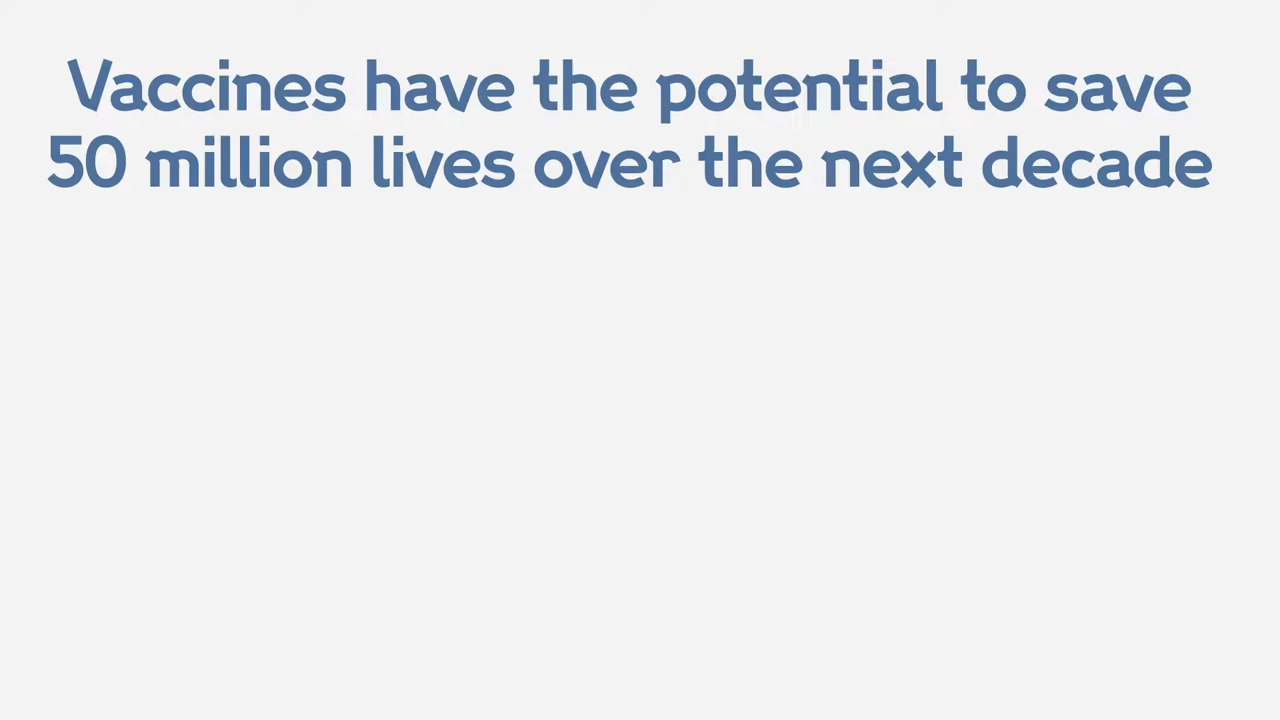 Vaccines have the potential to save
50 million lives over the next decade